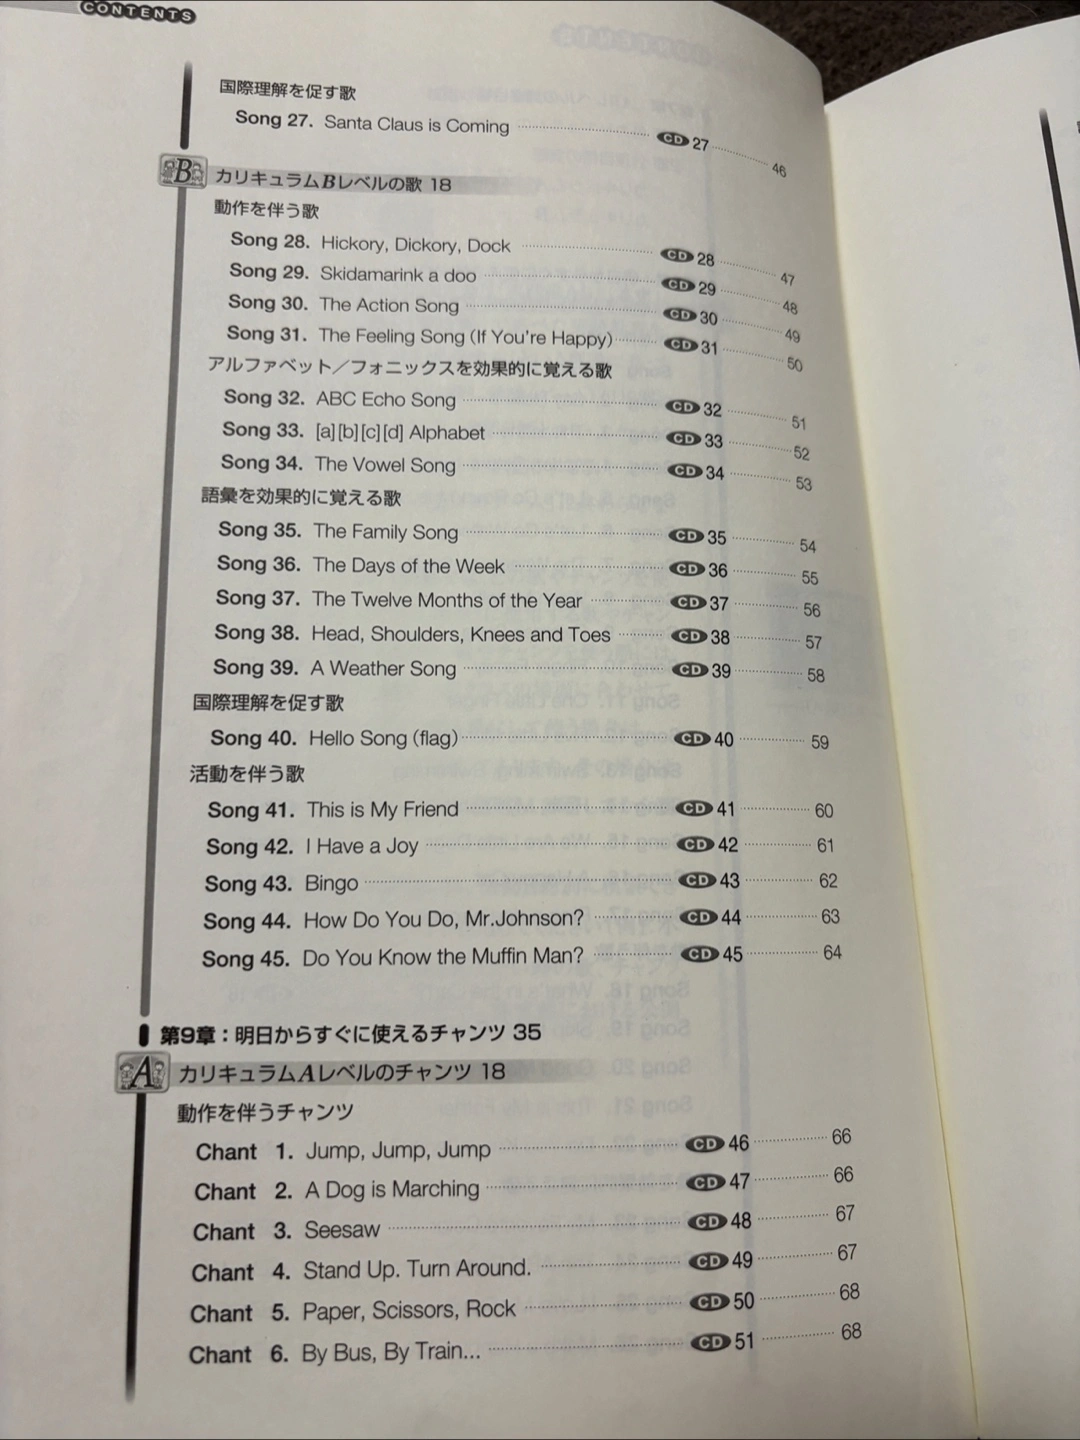 CONTENTS
国際理解を促す歌
Song 27. Santa Claus is Coming CD 27 46
B カリキュラムBレベルの歌 18
動作を伴う歌
Song 28. Hickory, Dickory, Dock CD 28 47
Song 29. Skidamarink a doo CD 29 48
Song 30. The Action Song CD 30 49
Song 31. The Feeling Song (If You're Happy) CD 31 50
アルファベット／フォニックスを効果的に覚える歌
Song 32. ABC Echo Song CD 32 51
Song 33. [a][b][c][d] Alphabet CD 33 52
Song 34. The Vowel Song CD 34 53
語彙を効果的に覚える歌
Song 35. The Family Song CD 35 54
Song 36. The Days of the Week CD 36 55
Song 37. The Twelve Months of the Year CD 37 56
Song 38. Head, Shoulders, Knees and Toes CD 38 57
Song 39. A Weather Song CD 39 58
国際理解を促す歌
Song 40. Hello Song (flag) CD 40 59
活動を伴う歌
Song 41. This is My Friend CD 41 60
Song 42. I Have a Joy CD 42 61
Song 43. Bingo CD 43 62
Song 44. How Do You Do, Mr.Johnson? CD 44 63
Song 45. Do You Know the Muffin Man? CD 45 64
第9章：明日からすぐに使えるチャンツ 35
A カリキュラムAレベルのチャンツ 18
動作を伴うチャンツ
Chant 1. Jump, Jump, Jump CD 46 66
Chant 2. A Dog is Marching CD 47 66
Chant 3. Seesaw CD 48 67
Chant 4. Stand Up. Turn Around. CD 49 67
Chant 5. Paper, Scissors, Rock CD 50 68
Chant 6. By Bus, By Train... CD 51 68